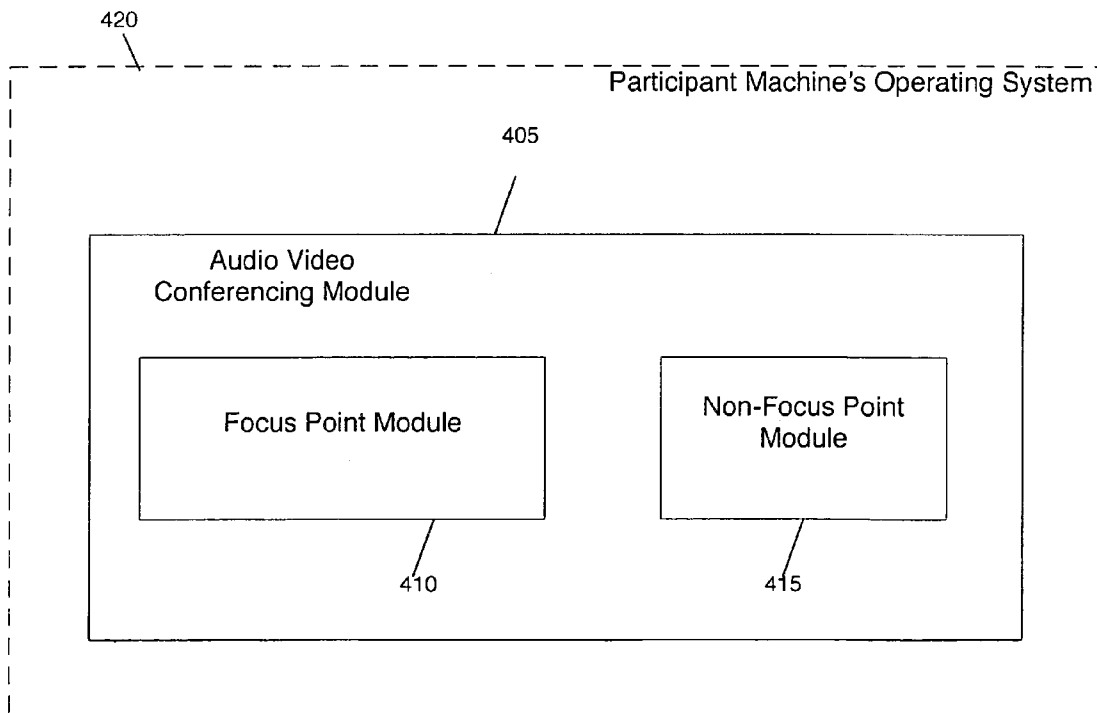 420
Participant Machine's Operating System
405
Audio Video
Conferencing Module
Focus Point Module
Non-Focus Point
Module
410
415